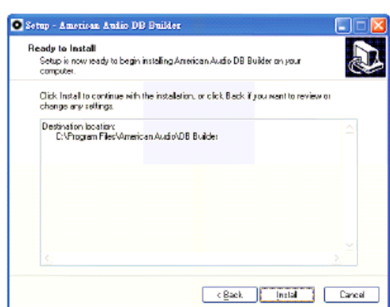 Setup - American Audio DB Builder
Ready to Install
Setup is now ready to begin installing American Audio DB Builder on your
computer.
Click Install to continue with the installation, or click Back if you want to review or
change any settings.
Destination location:
C:\Program Files\American Audio\DB Builder
< Back
Install
Cancel